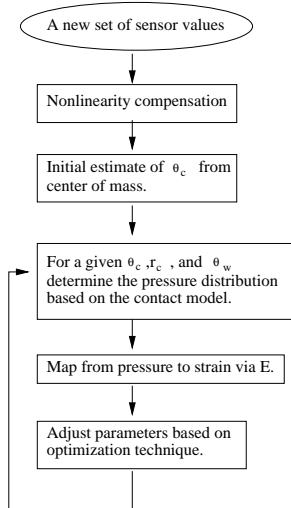 A new set of sensor values
Nonlinearity compensation
Initial estimate of θc from
center of mass.
For a given θc ,rc , and θw
determine the pressure distribution
based on the contact model.
Map from pressure to strain via E.
Adjust parameters based on
optimization technique.